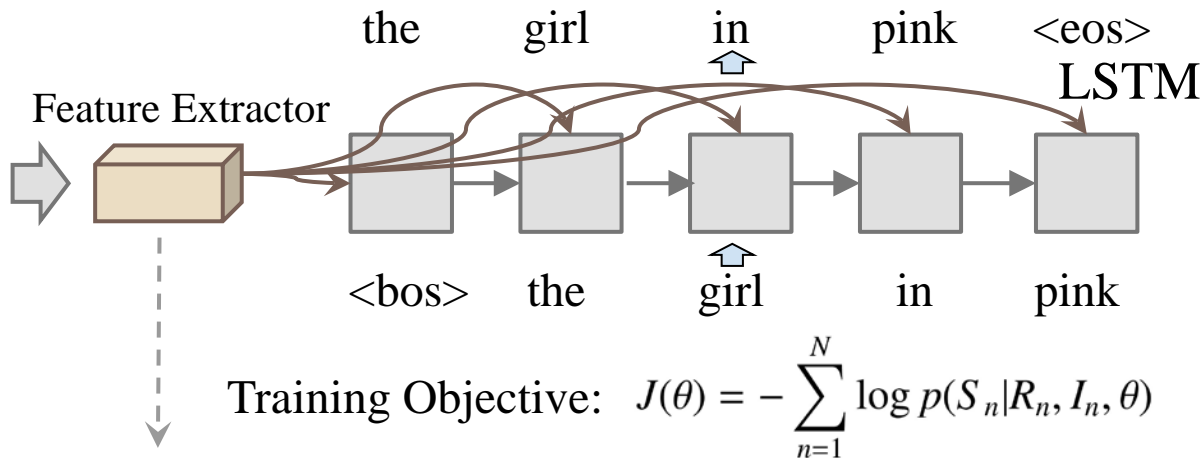 the girl in pink <eos>
LSTM
Feature Extractor
<bos> the girl in pink
Training Objective: J(θ) = − ∑_{n=1}^{N} log p(S_n|R_n, I_n, θ)